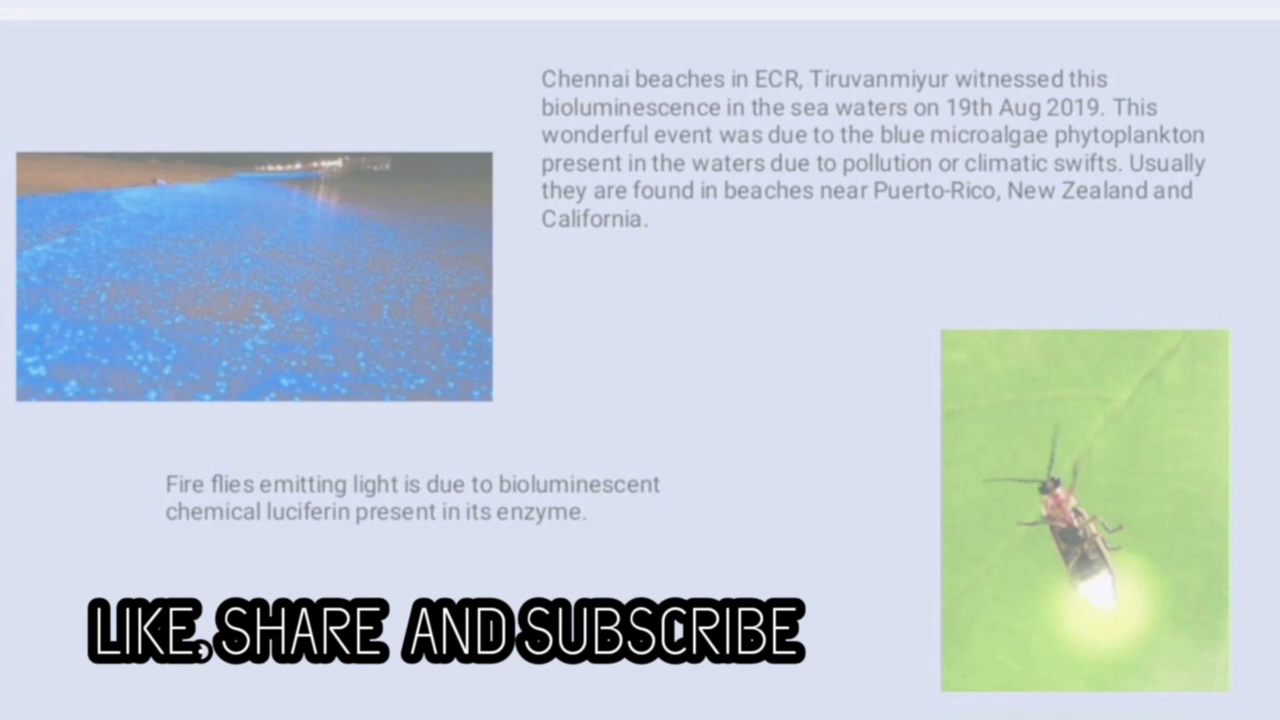 Chennai beaches in ECR, Tiruvanmiyur witnessed this
bioluminescence in the sea waters on 19th Aug 2019. This
wonderful event was due to the blue microalgae phytoplankton
present in the waters due to pollution or climatic swifts. Usually
they are found in beaches near Puerto-Rico, New Zealand and
California.
Fire flies emitting light is due to bioluminescent
chemical luciferin present in its enzyme.
LIKE, SHARE AND SUBSCRIBE